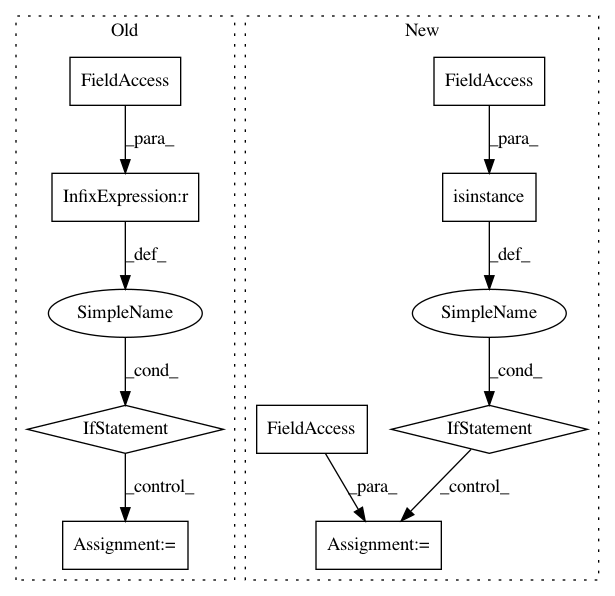 Old
New
FieldAccess
FieldAccess
_para_
_para_
InfixExpression:r
isinstance
_def_
_def_
SimpleName
SimpleName
_cond_
_cond_
IfStatement
FieldAccess
IfStatement
_control_
_para_
_control_
Assignment:=
Assignment:=